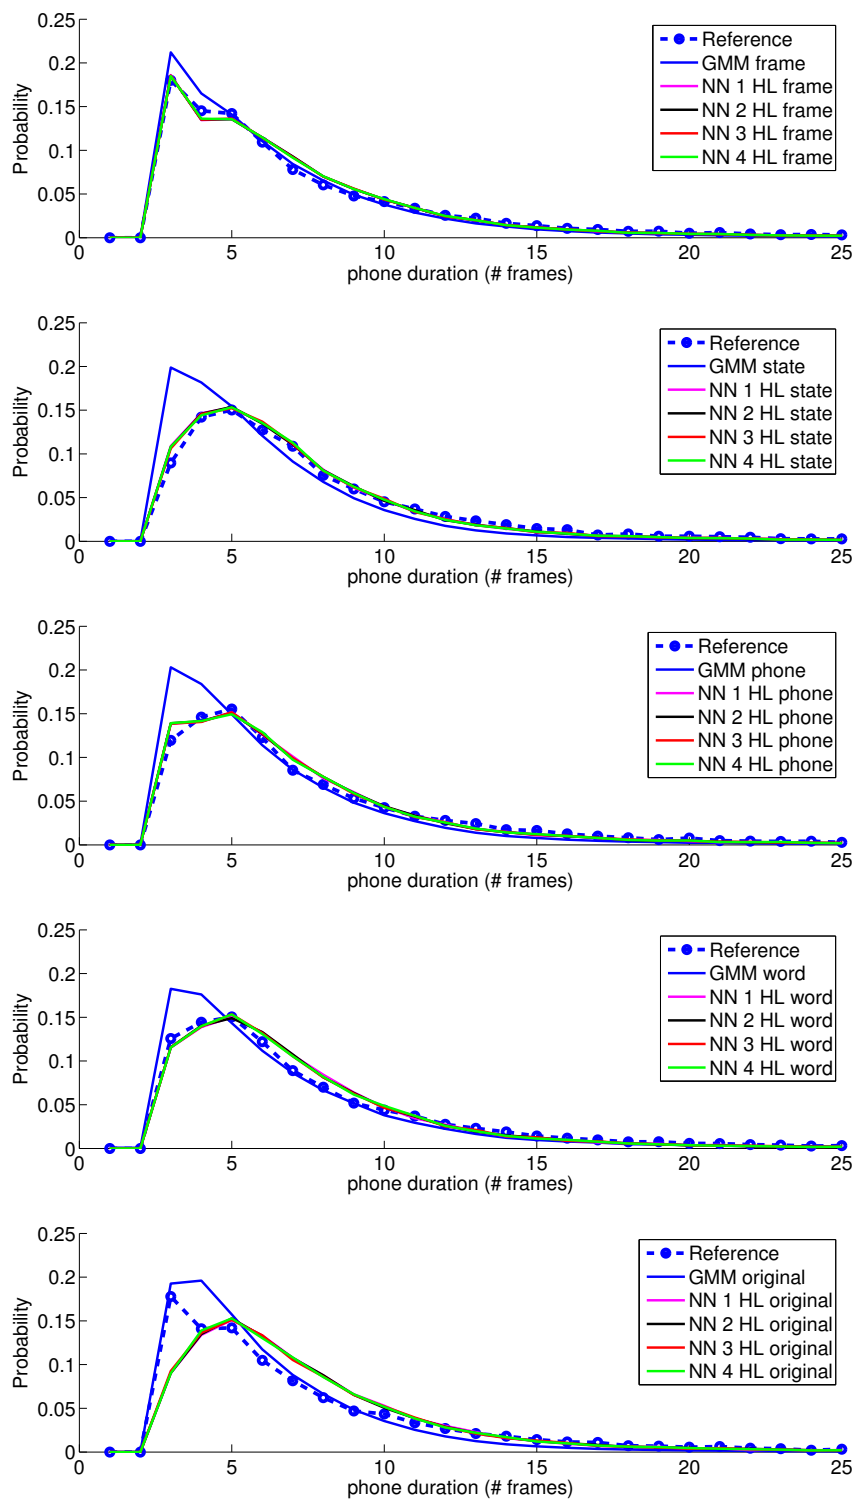 0.25
0.2
0.15
0.1
0.05
0
Probability
Reference
GMM frame
NN 1 HL frame
NN 2 HL frame
NN 3 HL frame
NN 4 HL frame
0 5 10 15 20 25
phone duration (# frames)
0.25
0.2
0.15
0.1
0.05
0
Probability
Reference
GMM state
NN 1 HL state
NN 2 HL state
NN 3 HL state
NN 4 HL state
0 5 10 15 20 25
phone duration (# frames)
0.25
0.2
0.15
0.1
0.05
0
Probability
Reference
GMM phone
NN 1 HL phone
NN 2 HL phone
NN 3 HL phone
NN 4 HL phone
0 5 10 15 20 25
phone duration (# frames)
0.25
0.2
0.15
0.1
0.05
0
Probability
Reference
GMM word
NN 1 HL word
NN 2 HL word
NN 3 HL word
NN 4 HL word
0 5 10 15 20 25
phone duration (# frames)
0.25
0.2
0.15
0.1
0.05
0
Probability
Reference
GMM original
NN 1 HL original
NN 2 HL original
NN 3 HL original
NN 4 HL original
0 5 10 15 20 25
phone duration (# frames)